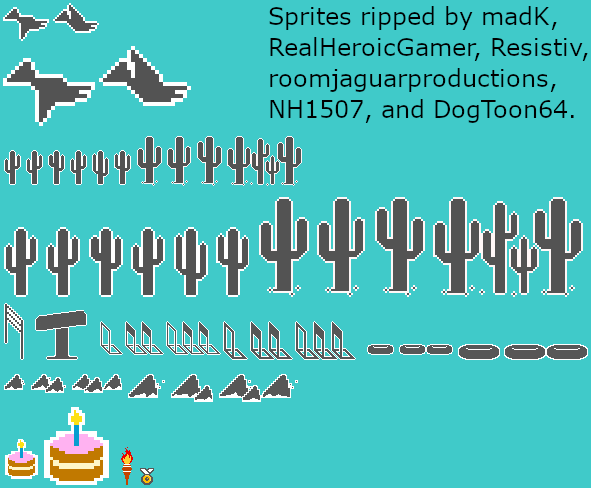 Sprites ripped by madK,
RealHeroicGamer, Resistiv,
roomjaguarproductions,
NH1507, and DogToon64.